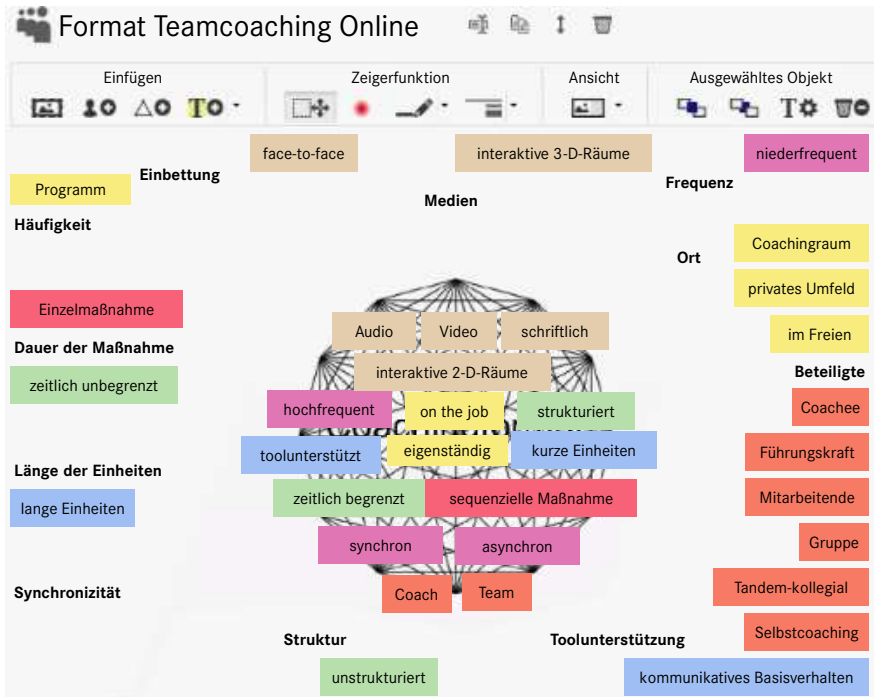 Format Teamcoaching Online
Einfügen
Zeigerfunktion
Ansicht
Ausgewähltes Objekt
face-to-face
interaktive 3-D-Räume
niederfrequent
Einbettung
Frequenz
Programm
Medien
Häufigkeit
Coachingraum
Ort
privates Umfeld
Einzelmaßnahme
Audio
Video
schriftlich
im Freien
Dauer der Maßnahme
interaktive 2-D-Räume
Beteiligte
zeitlich unbegrenzt
hochfrequent
on the job
strukturiert
Coachee
toolunterstützt
eigenständig
kurze Einheiten
Führungskraft
Länge der Einheiten
zeitlich begrenzt
sequenzielle Maßnahme
Mitarbeitende
lange Einheiten
synchron
asynchron
Gruppe
Synchronizität
Coach
Team
Tandem-kollegial
Struktur
Toolunterstützung
Selbstcoaching
unstrukturiert
kommunikatives Basisverhalten